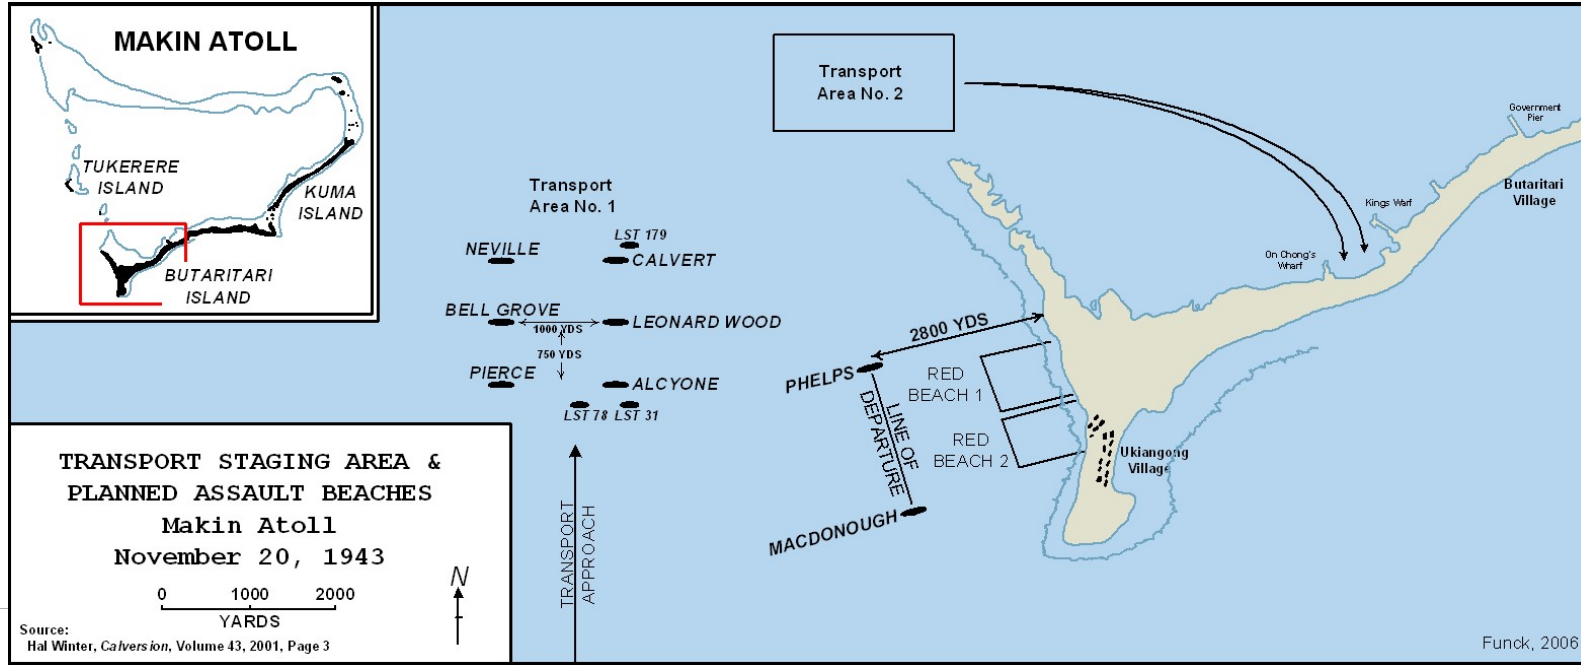 MAKIN ATOLL
TUKERERE
ISLAND
KUMA
ISLAND
BUTARITARI
ISLAND
Transport
Area No. 1
LST 179
NEVILLE
CALVERT
BELL GROVE
1000 YDS
LEONARD WOOD
750 YDS
PIERCE
ALCYONE
LST 78
LST 31
TRANSPORT
APPROACH
Transport
Area No. 2
Government
Pier
Butaritari
Village
Kings Warf
On Chong's
Wharf
2800 YDS
PHELPS
RED
BEACH 1
LINE OF
DEPARTURE
RED
BEACH 2
Ukiangong
Village
MACDONOUGH
TRANSPORT STAGING AREA &
PLANNED ASSAULT BEACHES
Makin Atoll
November 20, 1943
0 1000 2000
YARDS
N
Source:
Hal Winter, Calversion, Volume 43, 2001, Page 3
Funck, 2006